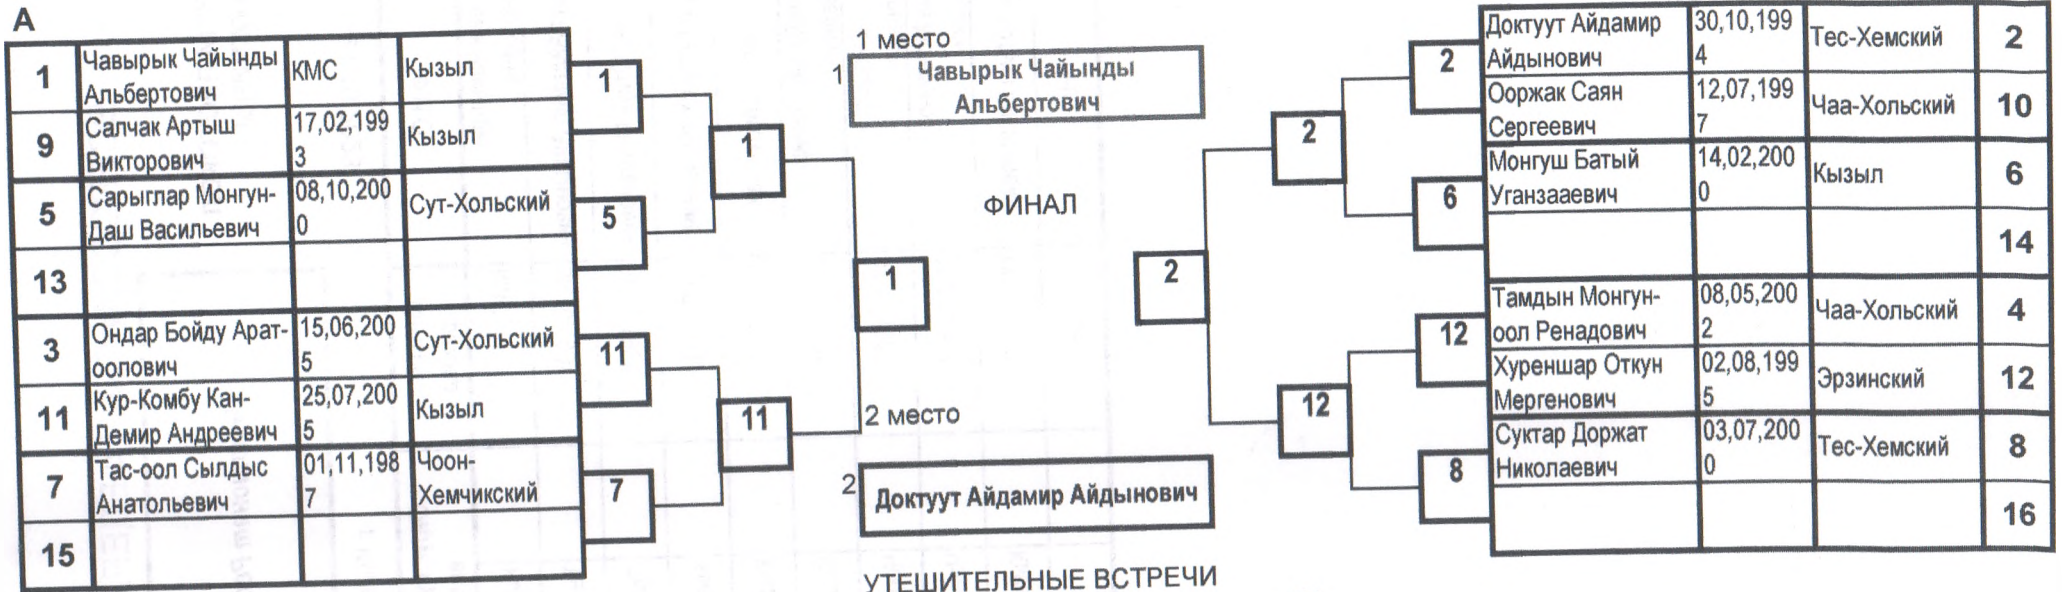 А
1
Чавырык Чайынды
Альбертович
КМС
Кызыл
9
Салчак Артыш
Викторович
17,02,199
3
Кызыл
5
Сарыглар Монгун-
Даш Васильевич
08,10,200
0
Сут-Хольский
13
3
Ондар Бойду Арат-
оолович
15,06,200
5
Сут-Хольский
11
Кур-Комбу Кан-
Демир Андреевич
25,07,200
5
Кызыл
7
Тас-оол Сылдыс
Анатольевич
01,11,198
7
Чоон-
Хемчикский
15
1
5
11
7
1
11
1
1 место
1
Чавырык Чайынды
Альбертович
ФИНАЛ
2 место
2
Доктуут Айдамир Айдынович
УТЕШИТЕЛЬНЫЕ ВСТРЕЧИ
2
2
12
2
6
12
8
Доктуут Айдамир
Айдынович
30,10,199
4
Тес-Хемский
2
Ооржак Саян
Сергеевич
12,07,199
7
Чаа-Хольский
10
Монгуш Батый
Уганзааевич
14,02,200
0
Кызыл
6
14
Тамдын Монгун-
оол Ренадович
08,05,200
2
Чаа-Хольский
4
Хуреншар Откун
Мергенович
02,08,199
5
Эрзинский
12
Суктар Доржат
Николаевич
03,07,200
0
Тес-Хемский
8
16